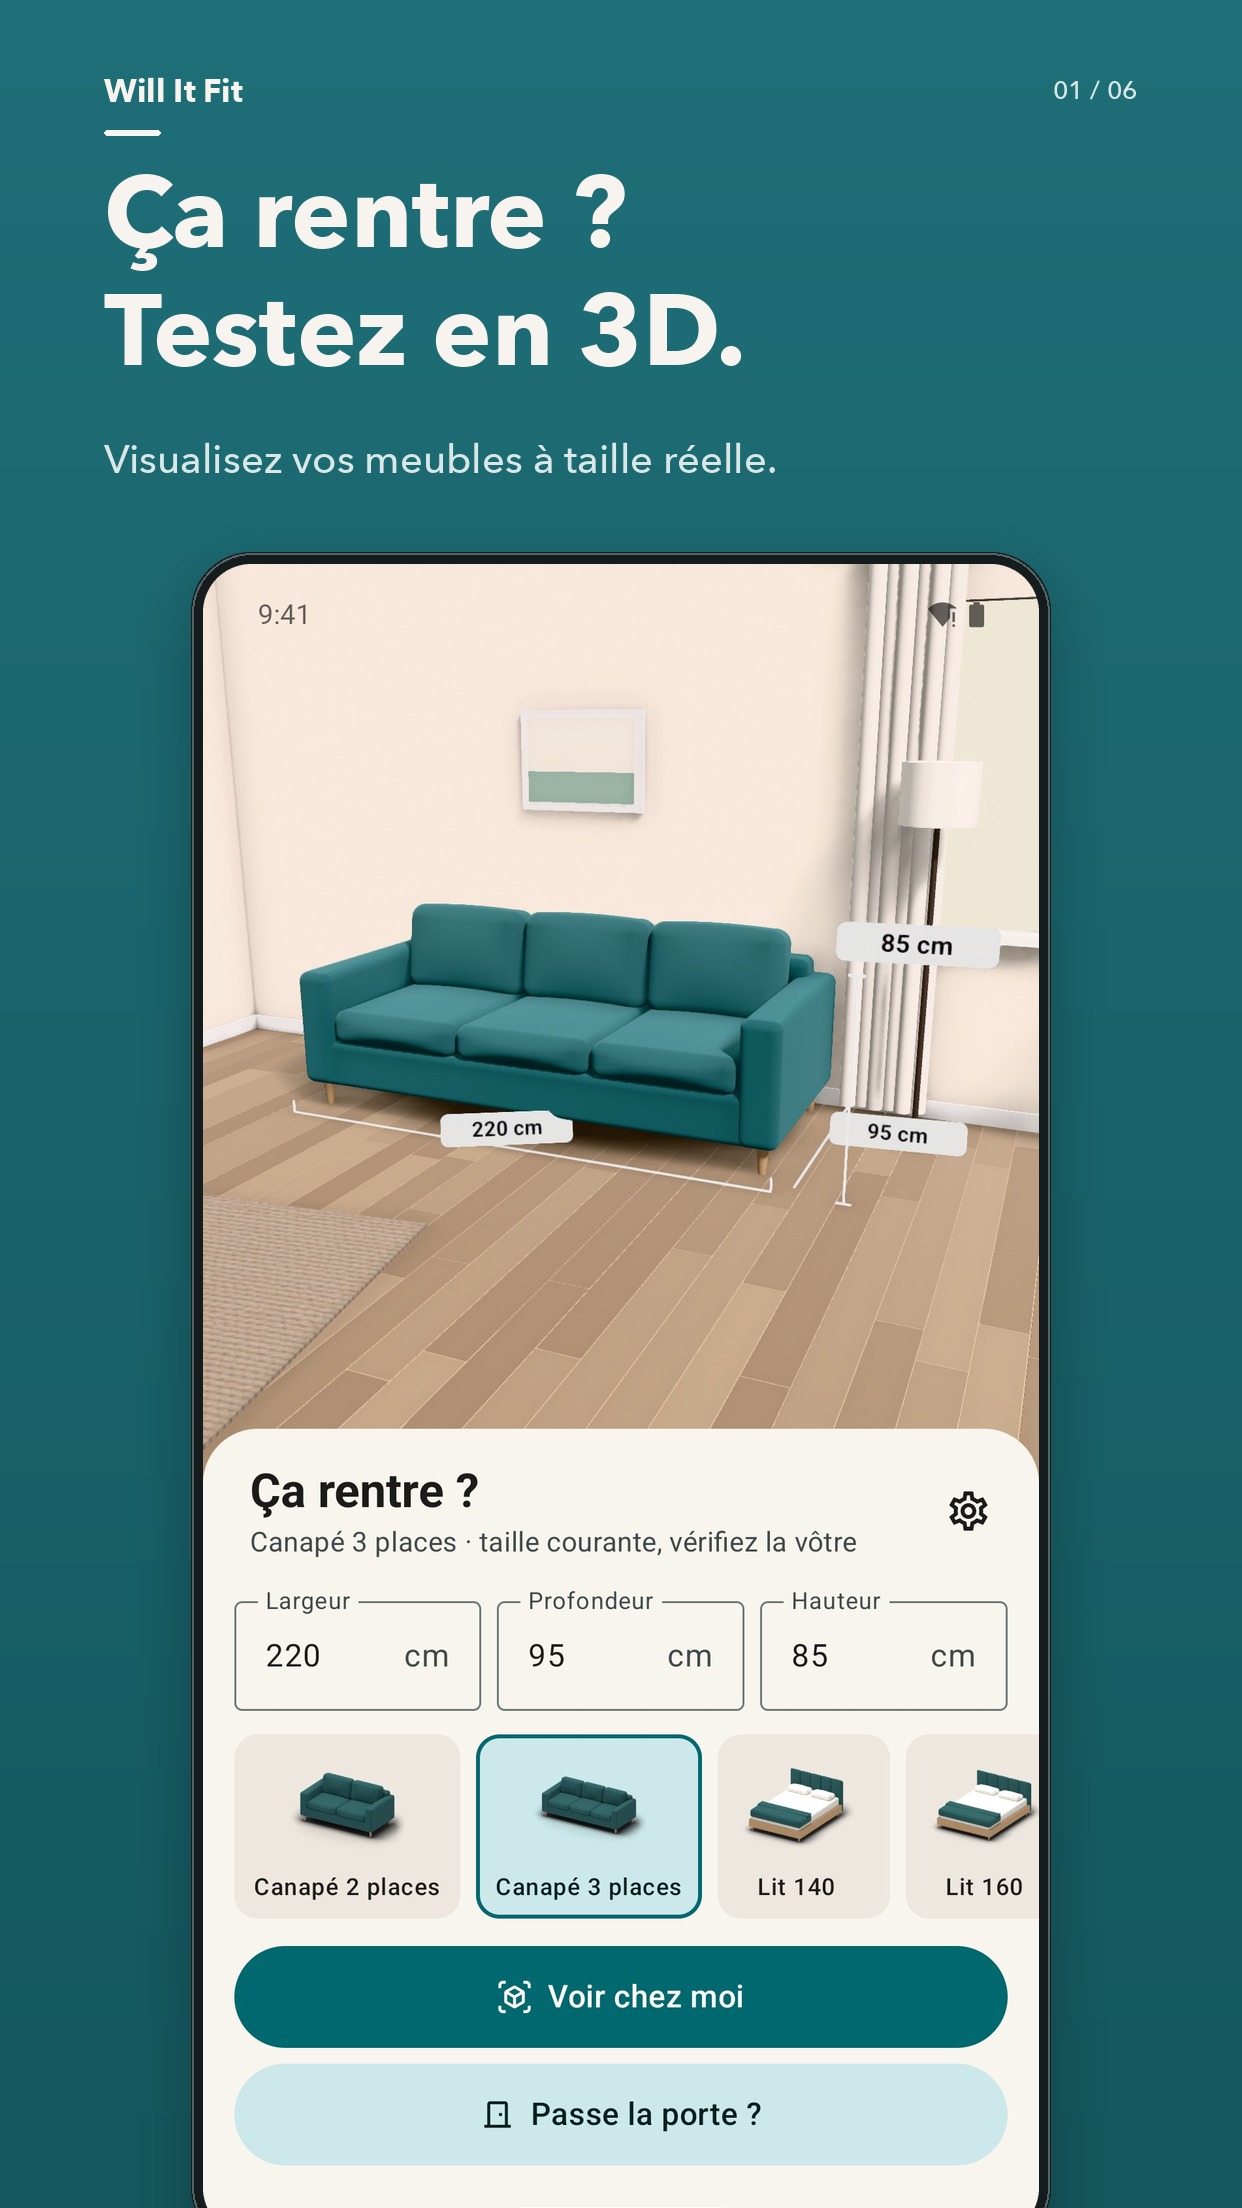 Will It Fit
01 / 06
Ça rentre ?
Testez en 3D.
Visualisez vos meubles à taille réelle.
9:41
85 cm
220 cm
95 cm
Ça rentre ?
Canapé 3 places · taille courante, vérifiez la vôtre
Largeur
Profondeur
Hauteur
220 cm
95 cm
85 cm
Canapé 2 places
Canapé 3 places
Lit 140
Lit 160
Voir chez moi
Passe la porte ?